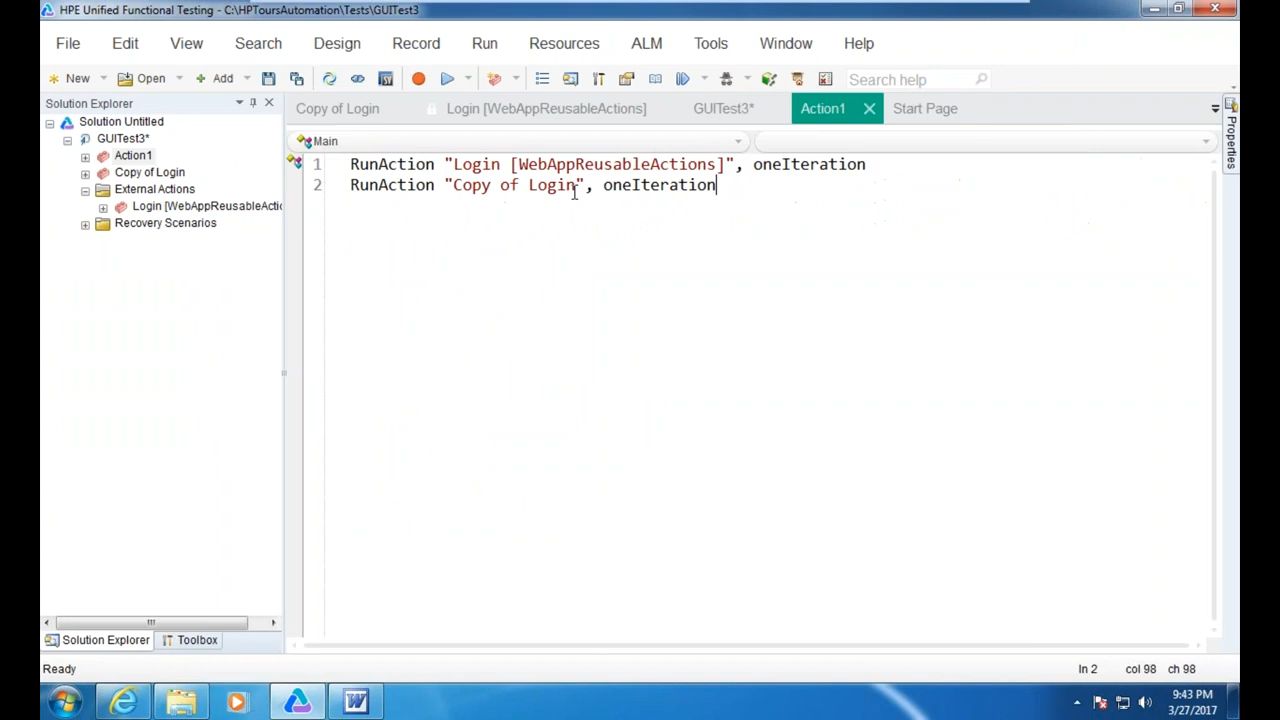 HPE Unified Functional Testing - C:\HPToursAutomation\Tests\GUITest3
File Edit View Search Design Record Run Resources ALM Tools Window Help
New Open Add Search help
Solution Explorer
Copy of Login Login [WebAppReusableActions] GUITest3* Action1 Start Page
Solution Untitled
GUITest3*
Action1
Copy of Login
External Actions
Login [WebAppReusableActio
Recovery Scenarios
Main
1 RunAction "Login [WebAppReusableActions]", oneIteration
2 RunAction "Copy of Login", oneIteration
Properties
Solution Explorer Toolbox
Ready ln 2 col 98 ch 98
9:43 PM
3/27/2017